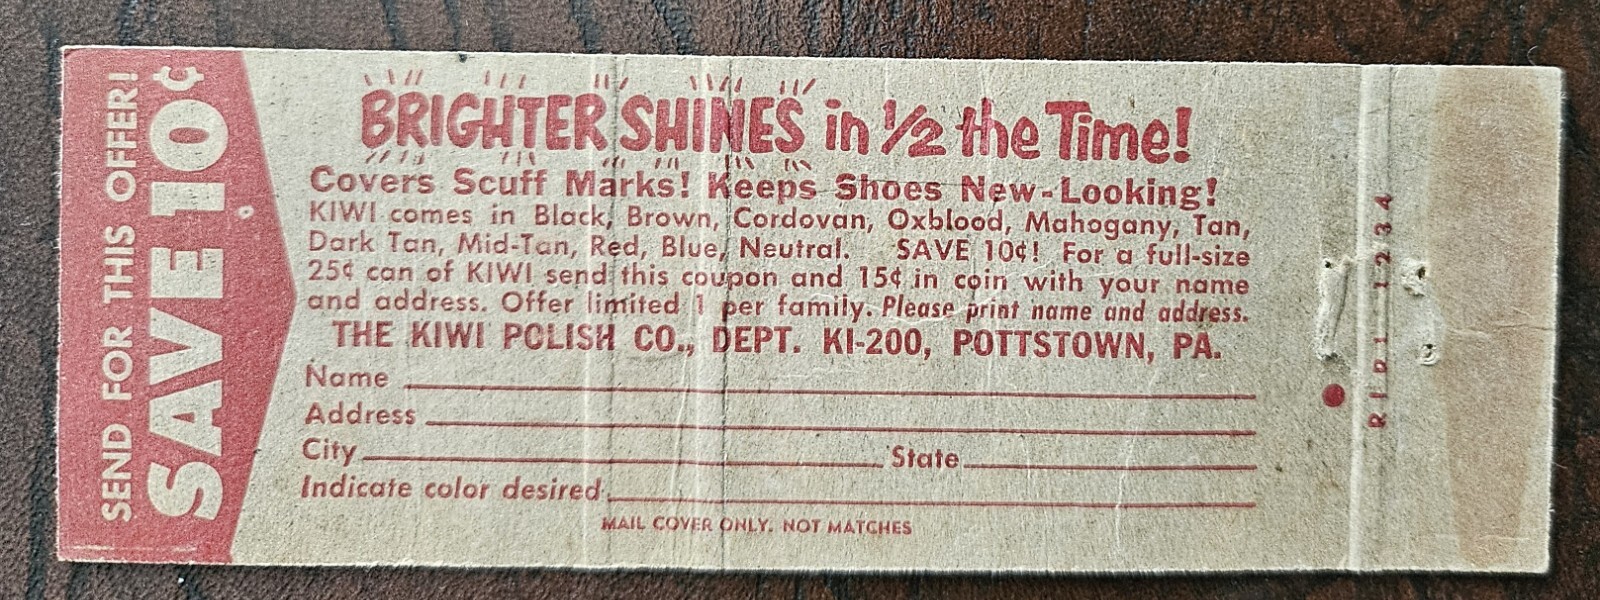 SEND FOR THIS OFFER!
SAVE 10¢
BRIGHTER SHINES in 1/2 the Time!
Covers Scuff Marks! Keeps Shoes New-Looking!
KIWI comes in Black, Brown, Cordovan, Oxblood, Mahogany, Tan,
Dark Tan, Mid-Tan, Red, Blue, Neutral. SAVE 10¢! For a full-size
25¢ can of KIWI send this coupon and 15¢ in coin with your name
and address. Offer limited 1 per family. Please print name and address.
THE KIWI POLISH CO., DEPT. KI-200, POTTSTOWN, PA.
Name
Address
City State
Indicate color desired
MAIL COVER ONLY. NOT MATCHES
1234